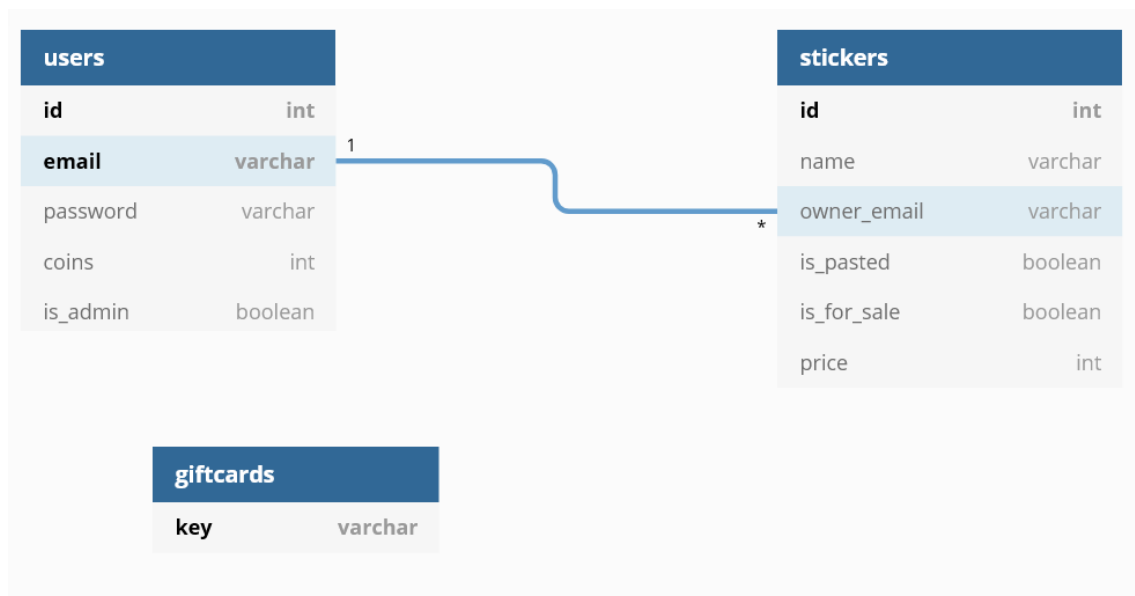 users
id int
email varchar
password varchar
coins int
is_admin boolean
1
*
stickers
id int
name varchar
owner_email varchar
is_pasted boolean
is_for_sale boolean
price int
giftcards
key varchar